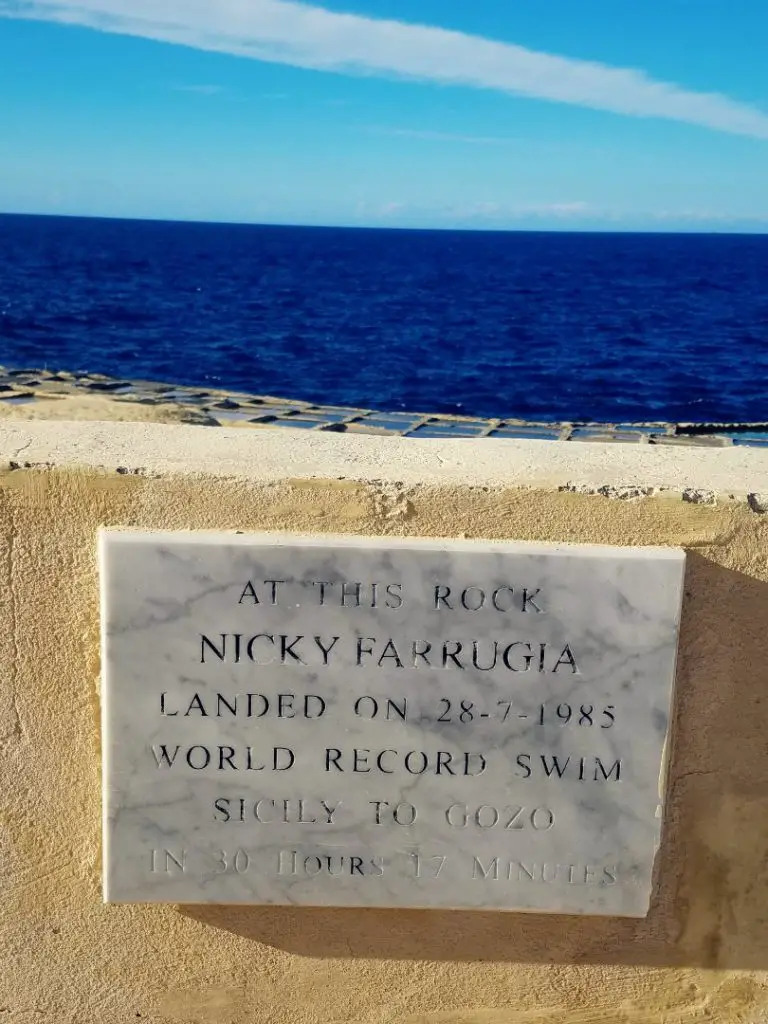 AT THIS ROCK
NICKY FARRUGIA
LANDED ON 28-7-1985
WORLD RECORD SWIM
SICILY TO GOZO
IN 30 HOURS 17 MINUTES